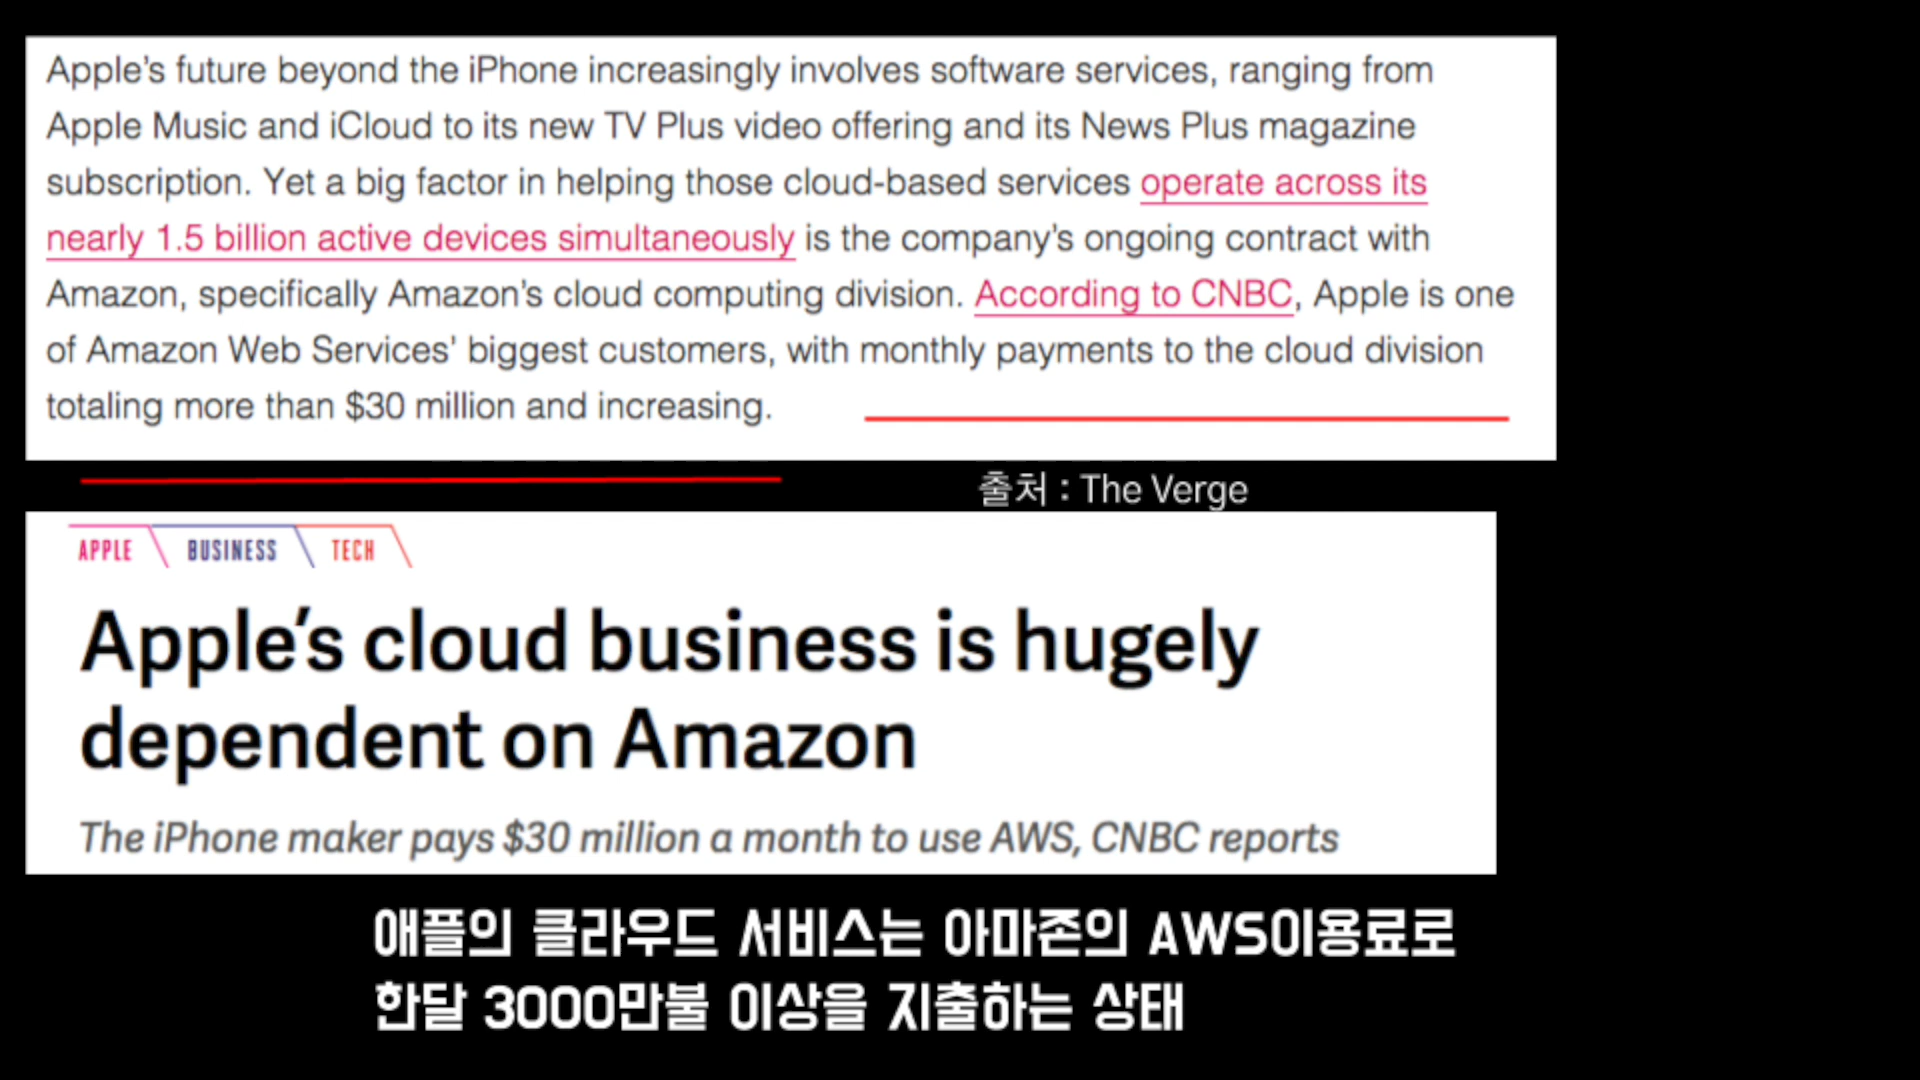 Apple's future beyond the iPhone increasingly involves software services, ranging from
Apple Music and iCloud to its new TV Plus video offering and its News Plus magazine
subscription. Yet a big factor in helping those cloud-based services operate across its
nearly 1.5 billion active devices simultaneously is the company's ongoing contract with
Amazon, specifically Amazon's cloud computing division. According to CNBC, Apple is one
of Amazon Web Services' biggest customers, with monthly payments to the cloud division
totaling more than $30 million and increasing.
출처 : The Verge
APPLE BUSINESS TECH
Apple's cloud business is hugely
dependent on Amazon
The iPhone maker pays $30 million a month to use AWS, CNBC reports
애플의 클라우드 서비스는 아마존의 AWS이용료로
한달 3000만불 이상을 지출하는 상태